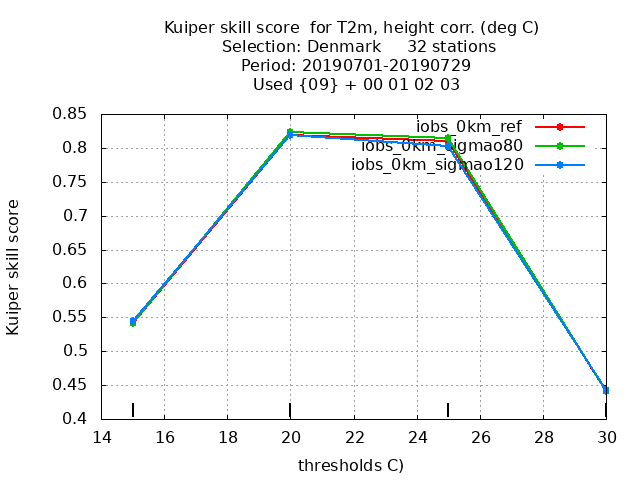 Kuiper skill score  for T2m, height corr. (deg C)
Selection: Denmark     32 stations
Period: 20190701-20190729
Used {09} + 00 01 02 03
0.85
iobs_0km_ref
iobs_0km_sigmao80
iobs_0km_sigmao120
0.8
0.75
0.7
0.65
0.6
0.55
0.5
0.45
0.4
Kuiper skill score
14 16 18 20 22 24 26 28 30
thresholds C)